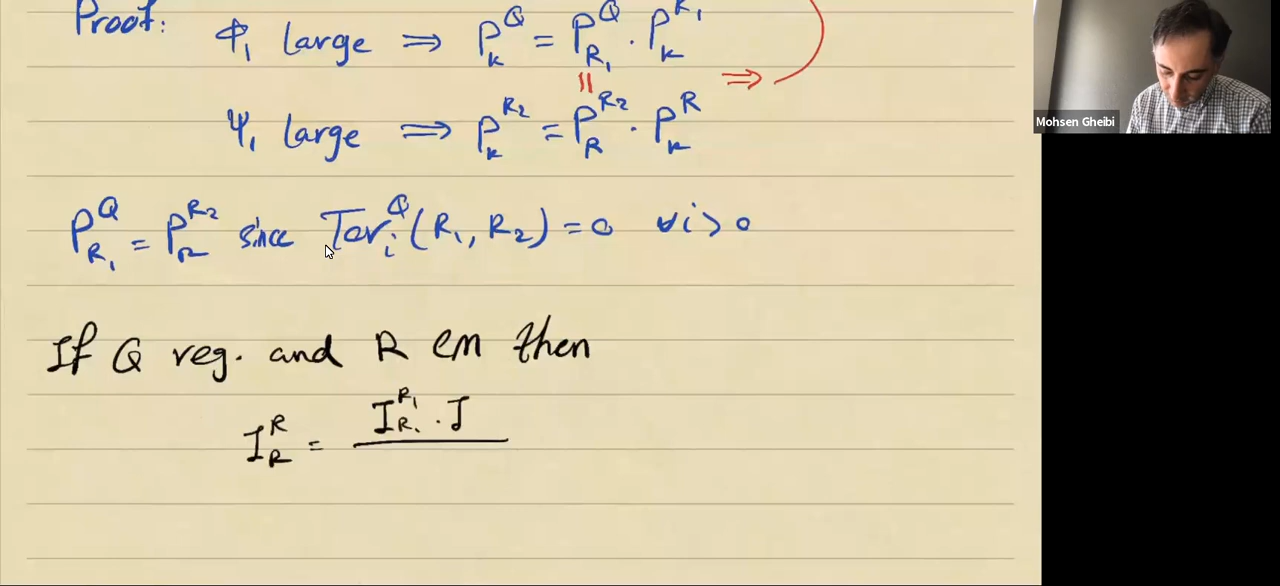 Proof: Φ₁ large ⟹ P_k^Q = P_{R₁}^Q · P_k^{R₁}
=
⟹
Ψ₁ large ⟹ P_k^{R₂} = P_R^{R₂} · P_k^R
P_{R₁}^Q = P_R^{R₂} since Tor_i^Q(R₁, R₂) = 0 ∀i > 0
If Q reg. and R CM then
I_R^R = I_{R₁}^{R₁} · I
Mohsen Gheibi